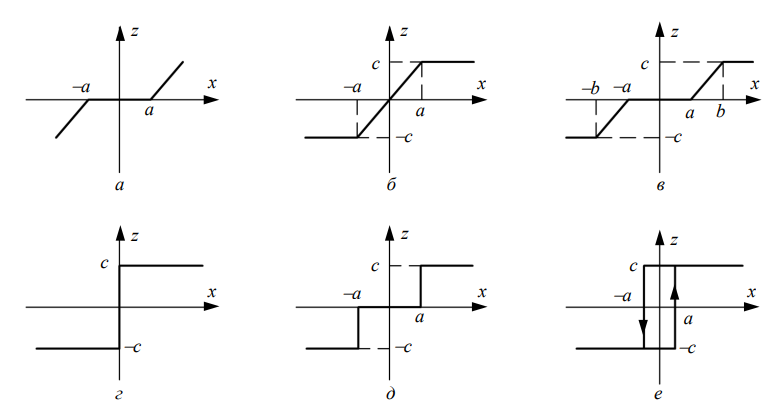 z
x
–a
a
а
z
c
x
–a
a
–c
б
z
c
x
–b
–a
a
b
–c
в
z
c
x
–c
г
z
c
x
–a
a
–c
д
z
c
x
–a
a
–c
е